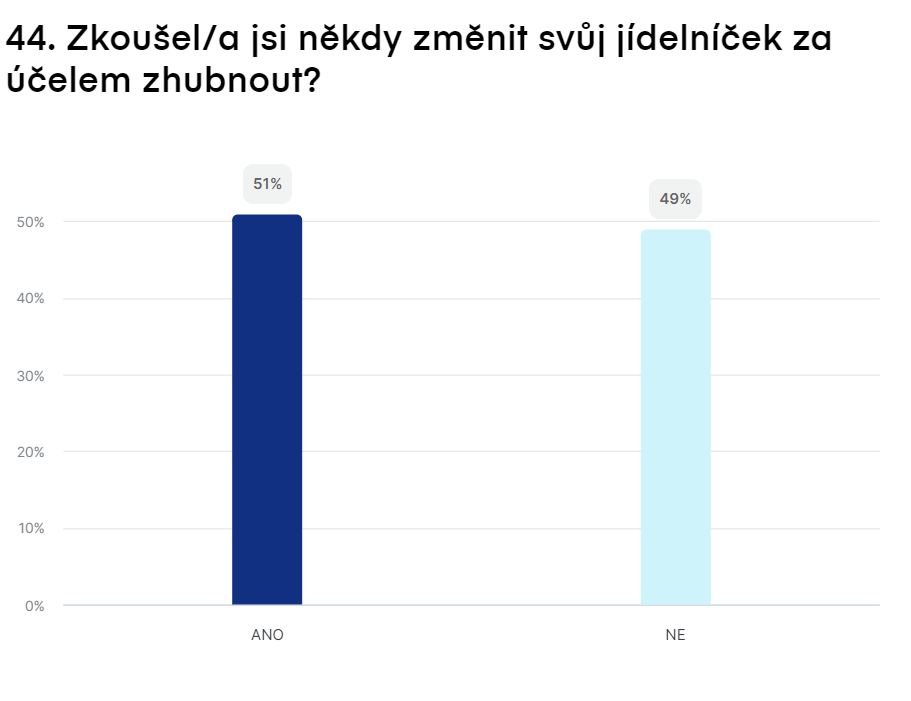 44. Zkoušel/a jsi někdy změnit svůj jídelníček za
účelem zhubnout?
51%
49%
50%
40%
30%
20%
10%
0%
ANO
NE